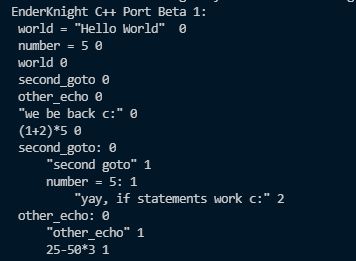 EnderKnight C++ Port Beta 1:
world = "Hello World"  0
number = 5 0
world 0
second_goto 0
other_echo 0
"we be back c:" 0
(1+2)*5 0
second_goto: 0
"second goto" 1
number = 5: 1
"yay, if statements work c:" 2
other_echo: 0
"other_echo" 1
25-50*3 1